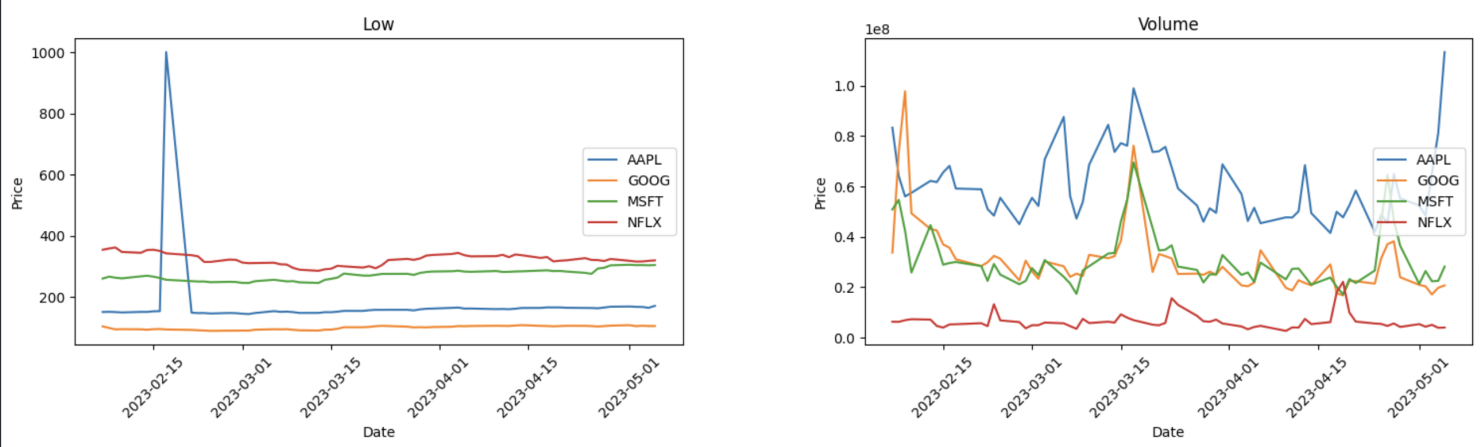 Low
1000
800
600
400
200
Price
AAPL
GOOG
MSFT
NFLX
2023-02-15
2023-03-01
2023-03-15
2023-04-01
2023-04-15
2023-05-01
Date
Volume
1e8
1.0
0.8
0.6
0.4
0.2
0.0
Price
AAPL
GOOG
MSFT
NFLX
2023-02-15
2023-03-01
2023-03-15
2023-04-01
2023-04-15
2023-05-01
Date